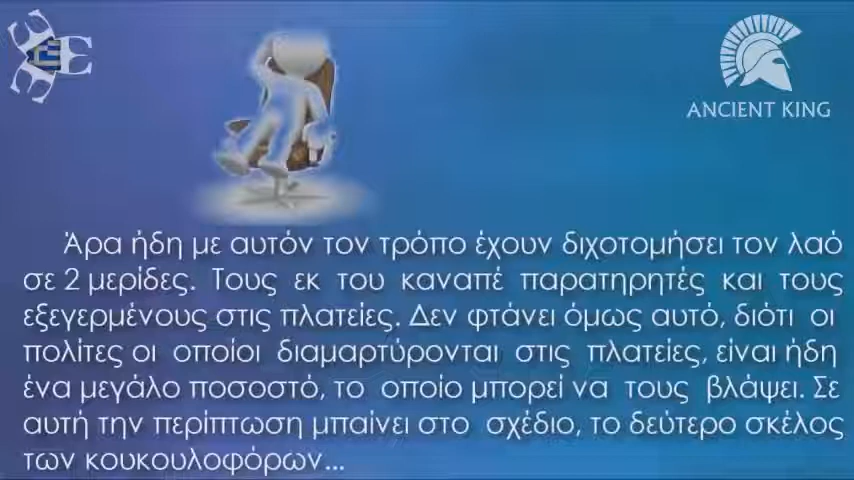 ANCIENT KING
Άρα ήδη με αυτόν τον τρόπο έχουν διχοτομήσει τον λαό
σε 2 μερίδες. Τους εκ του καναπέ παρατηρητές και τους
εξεγερμένους στις πλατείες. Δεν φτάνει όμως αυτό, διότι οι
πολίτες οι οποίοι διαμαρτύρονται στις πλατείες, είναι ήδη
ένα μεγάλο ποσοστό, το οποίο μπορεί να τους βλάψει. Σε
αυτή την περίπτωση μπαίνει στο σχέδιο, το δεύτερο σκέλος
των κουκουλοφόρων...